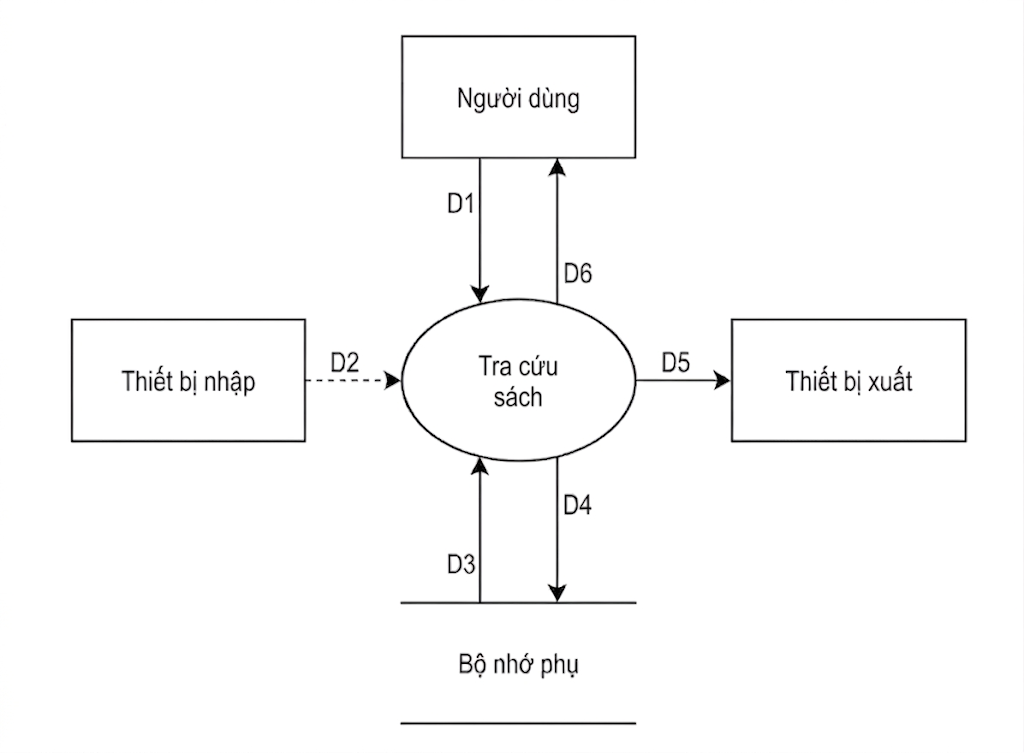 Người dùng
D1
D6
Thiết bị nhập
D2
Tra cứu
sách
D5
Thiết bị xuất
D4
D3
Bộ nhớ phụ